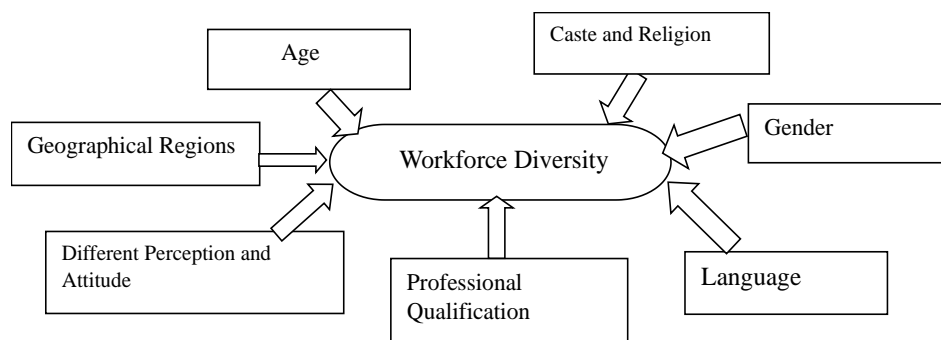 Caste and Religion
Age
Gender
Geographical Regions
Workforce Diversity
Different Perception and
Attitude
Professional
Qualification
Language